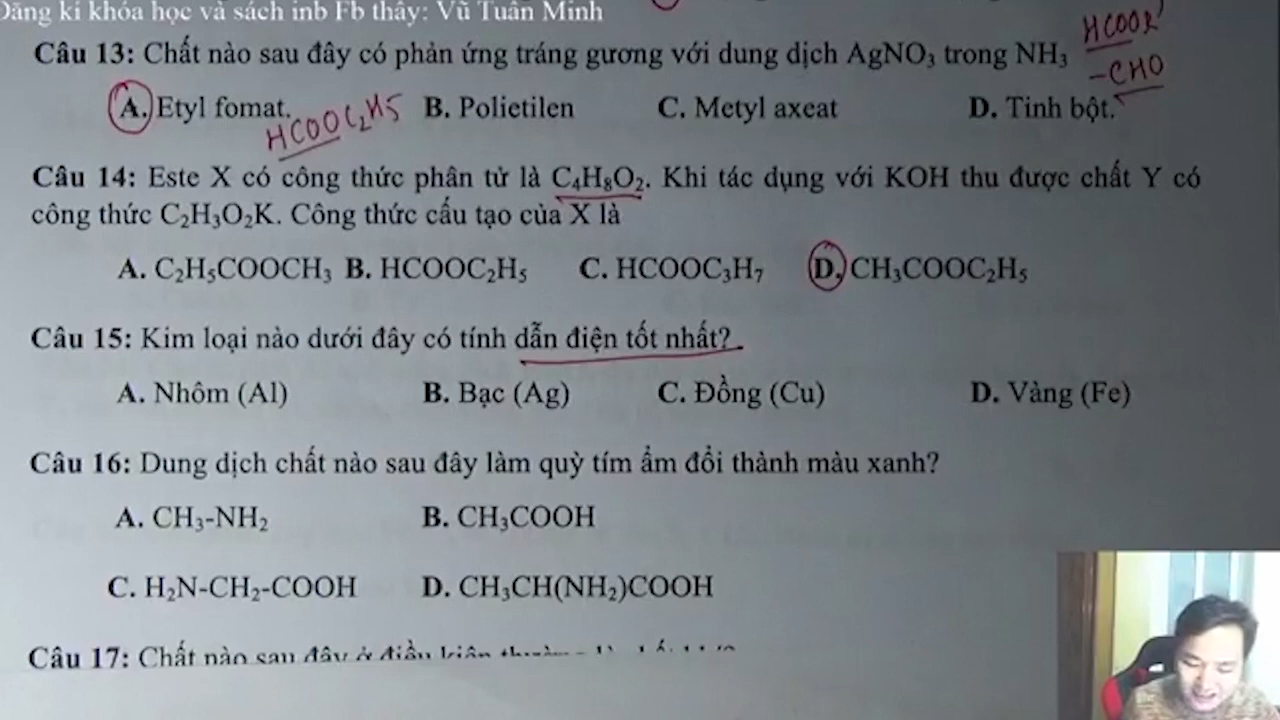 Đăng kí khóa học và sách inb Fb thầy: Vũ Tuấn Minh
HCOOR'
Câu 13: Chất nào sau đây có phản ứng tráng gương với dung dịch AgNO₃ trong NH₃
-CHO
A. Etyl fomat. B. Polietilen C. Metyl axeat D. Tinh bột.
HCOOC₂H5
Câu 14: Este X có công thức phân tử là C₄H₈O₂. Khi tác dụng với KOH thu được chất Y có
công thức C₂H₃O₂K. Công thức cấu tạo của X là
A. C₂H₅COOCH₃ B. HCOOC₂H₅ C. HCOOC₃H₇ D. CH₃COOC₂H₅
Câu 15: Kim loại nào dưới đây có tính dẫn điện tốt nhất?
A. Nhôm (Al) B. Bạc (Ag) C. Đồng (Cu) D. Vàng (Fe)
Câu 16: Dung dịch chất nào sau đây làm quỳ tím ẩm đổi thành màu xanh?
A. CH₃-NH₂ B. CH₃COOH
C. H₂N-CH₂-COOH D. CH₃CH(NH₂)COOH
Câu 17: Chất nào sau đây ở điều kiện